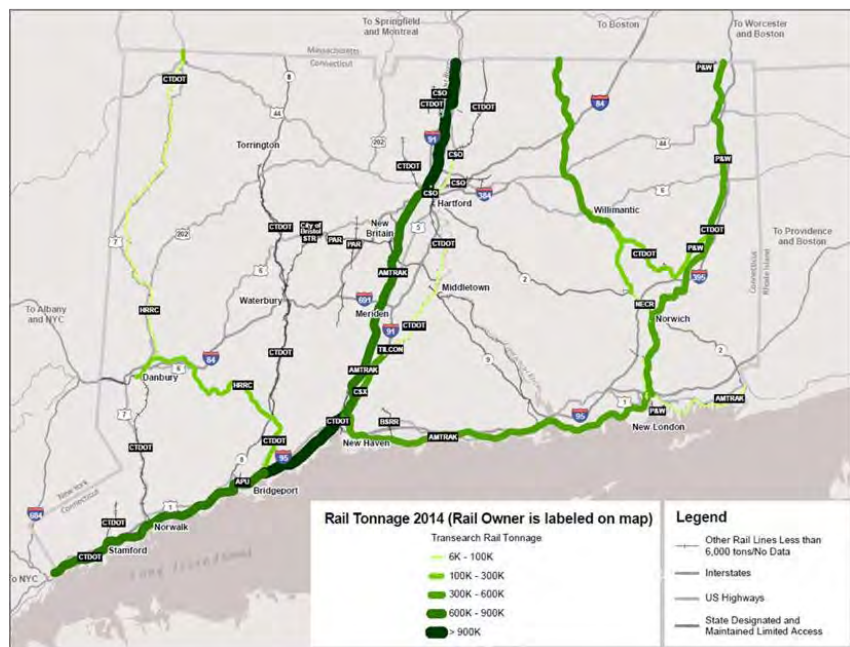 To Springfield
and Montreal
To Boston
To Worcester
and Boston
Massachusetts
Connecticut
P&W
CTDOT
8
CSO
CTDOT
CTDOT
91
84
44
Torrington
44
202
CTDOT
CSO
P&W
CSO
CSO
384
6
Hartford
Willimantic
7
202
CTDOT
City of
Bristol
STR
PAR
PAR
New
Britain
5
CTDOT
CTDOT
P&W
CTDOT
To Providence
and Boston
6
AMTRAK
2
395
Connecticut
Rhode Island
Waterbury
691
Middletown
NECR
To Albany
and NYC
HRRC
Meriden
91
CTDOT
Norwich
84
CTDOT
TILCON
9
2
6
Danbury
HRRC
AMTRAK
CSX
1
AMTRAK
7
CTDOT
CTDOT
CTDOT
BSRR
95
P&W
New London
New Haven
AMTRAK
95
8
New York
Connecticut
684
APU
Bridgeport
1
CTDOT
Norwalk
Stamford
CTDOT
To NYC
Long Island Sound
Rail Tonnage 2014 (Rail Owner is labeled on map)
Transearch Rail Tonnage
6K - 100K
100K - 300K
300K - 600K
600K - 900K
> 900K
Legend
Other Rail Lines Less than
6,000 tons/No Data
Interstates
US Highways
State Designated and
Maintained Limited Access